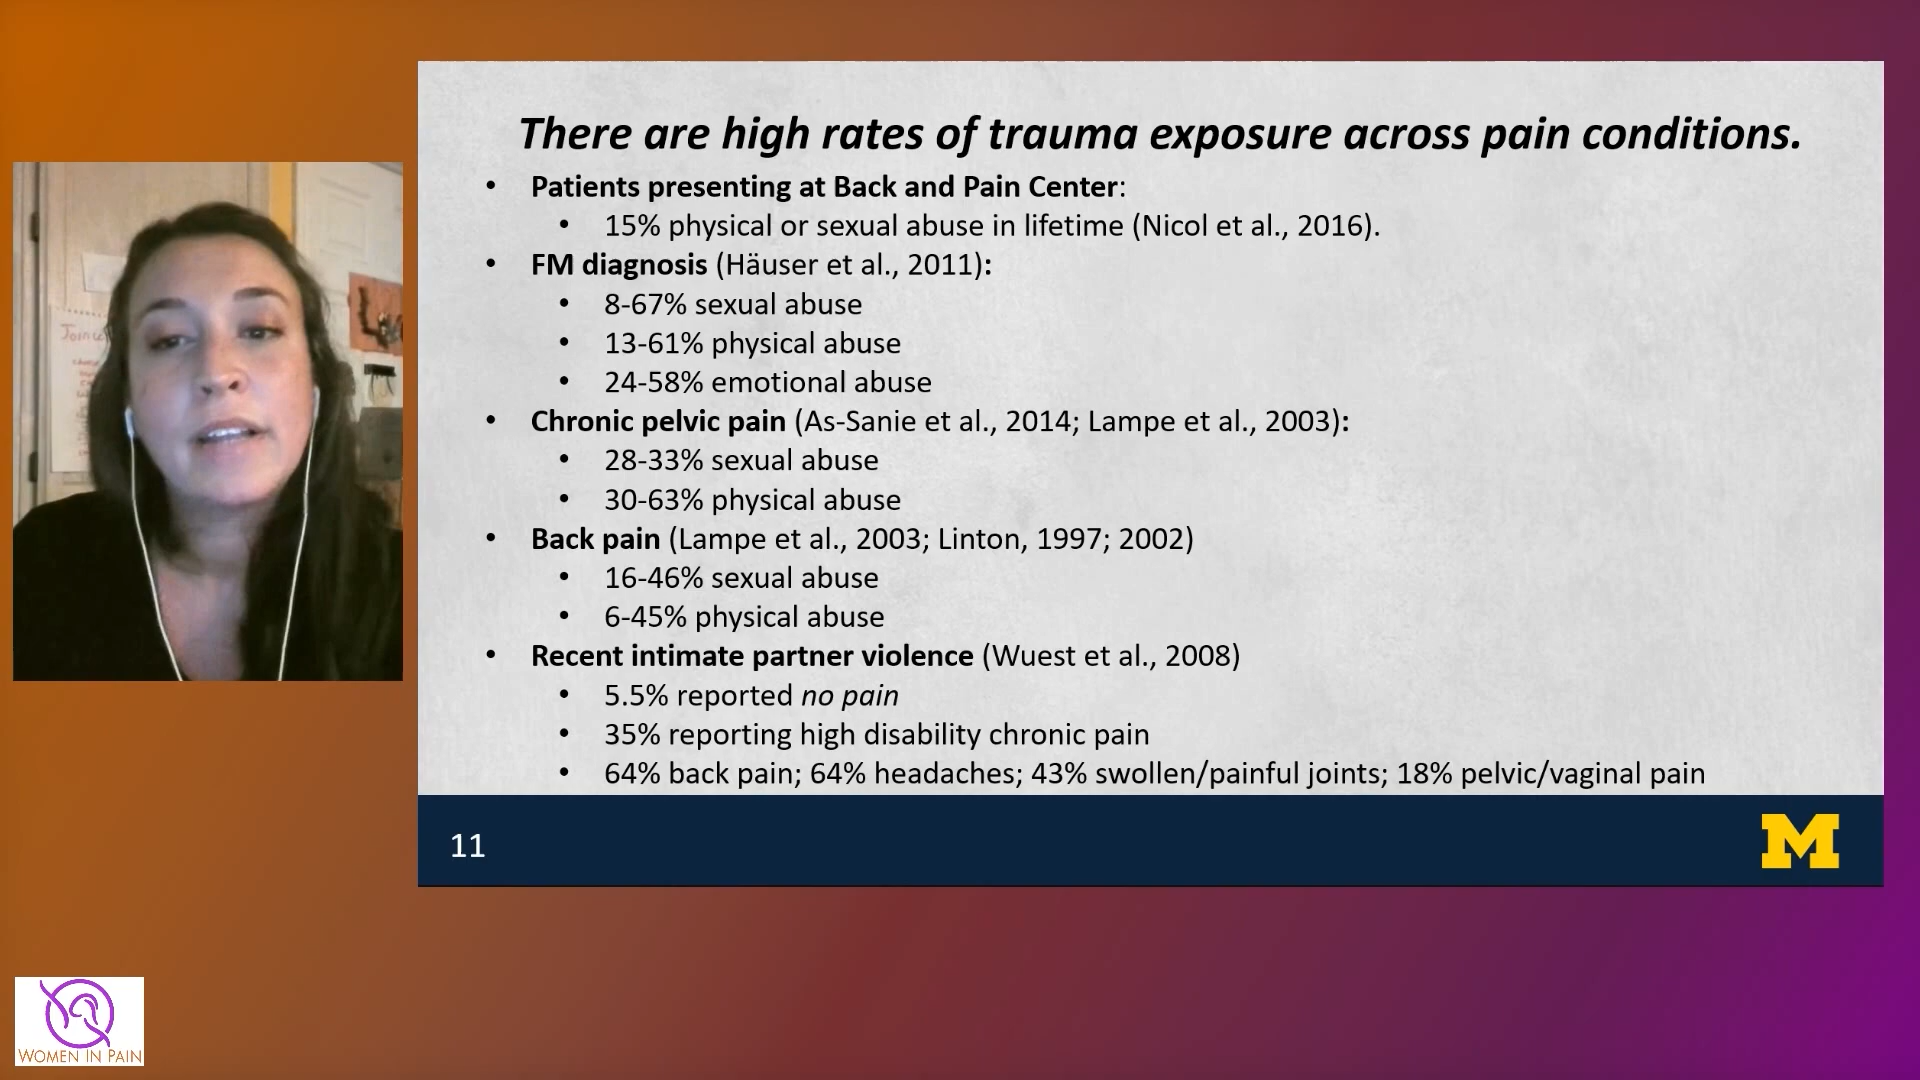 There are high rates of trauma exposure across pain conditions.
• Patients presenting at Back and Pain Center:
• 15% physical or sexual abuse in lifetime (Nicol et al., 2016).
• FM diagnosis (Häuser et al., 2011):
• 8-67% sexual abuse
• 13-61% physical abuse
• 24-58% emotional abuse
• Chronic pelvic pain (As-Sanie et al., 2014; Lampe et al., 2003):
• 28-33% sexual abuse
• 30-63% physical abuse
• Back pain (Lampe et al., 2003; Linton, 1997; 2002)
• 16-46% sexual abuse
• 6-45% physical abuse
• Recent intimate partner violence (Wuest et al., 2008)
• 5.5% reported no pain
• 35% reporting high disability chronic pain
• 64% back pain; 64% headaches; 43% swollen/painful joints; 18% pelvic/vaginal pain
11
M
WOMEN IN PAIN